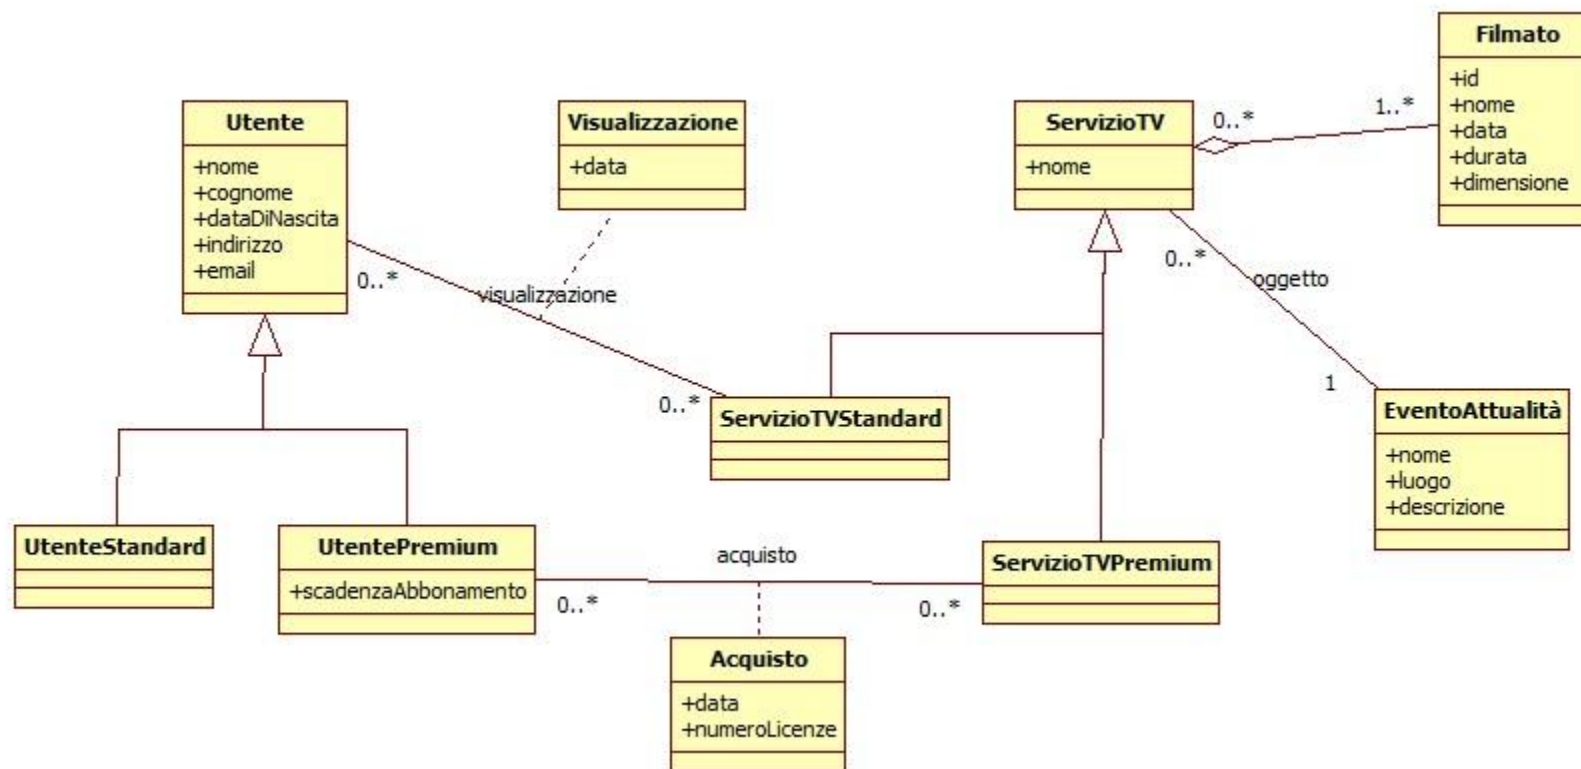 Utente
+nome
+cognome
+dataDiNascita
+indirizzo
+email
0..*
Visualizzazione
+data
visualizzazione
0..*
ServizioTV
+nome
0..*
1..*
Filmato
+id
+nome
+data
+durata
+dimensione
0..*
oggetto
1
ServizioTVStandard
EventoAttualità
+nome
+luogo
+descrizione
UtenteStandard
UtentePremium
+scadenzaAbbonamento
0..*
acquisto
0..*
ServizioTVPremium
Acquisto
+data
+numeroLicenze